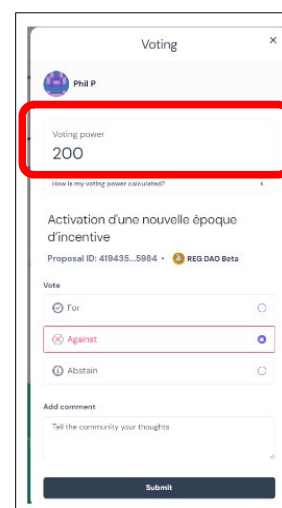 Voting
Phil P
Voting power
200
How is my voting power calculated?
Activation d'une nouvelle époque
d'incentive
Proposal ID: 419435...5984 • REG DAO Beta
Vote
For
Against
Abstain
Add comment
Tell the community your thoughts
Submit